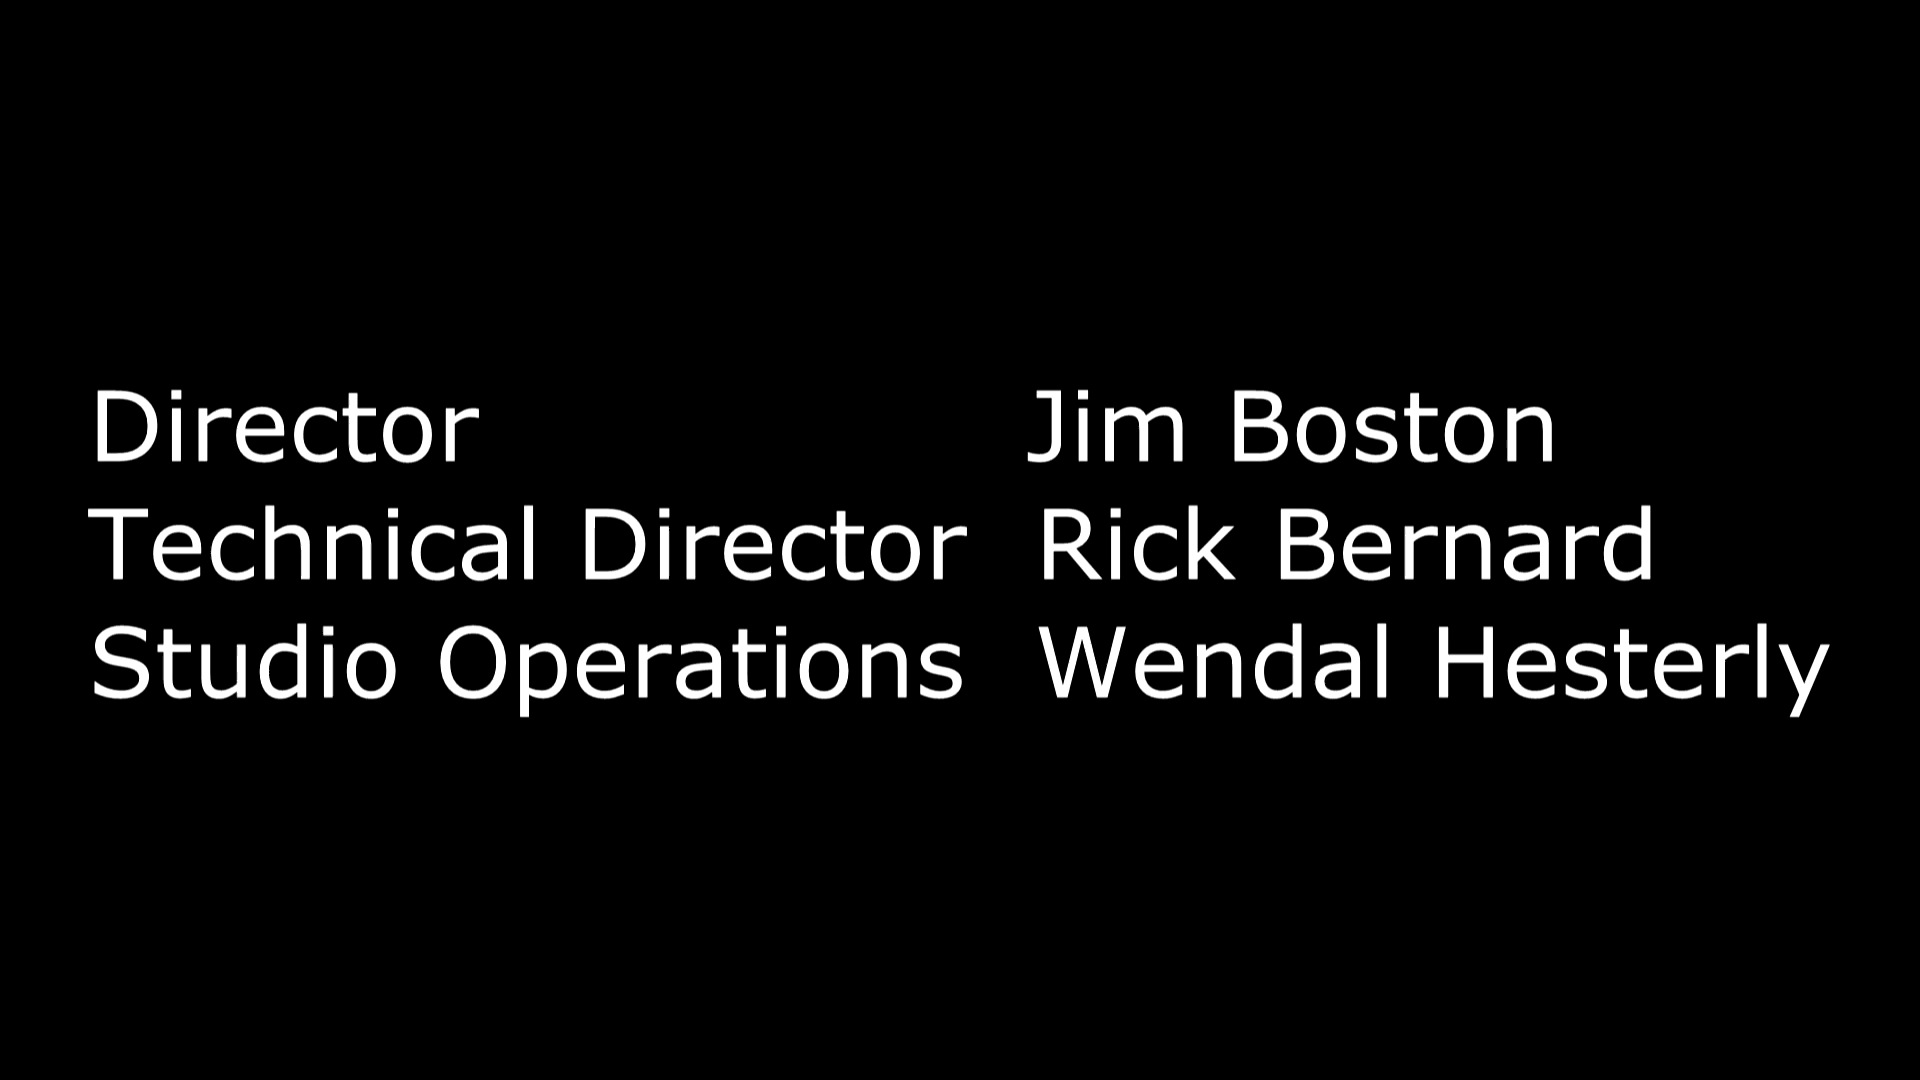 Director Jim Boston
Technical Director Rick Bernard
Studio Operations Wendal Hesterly